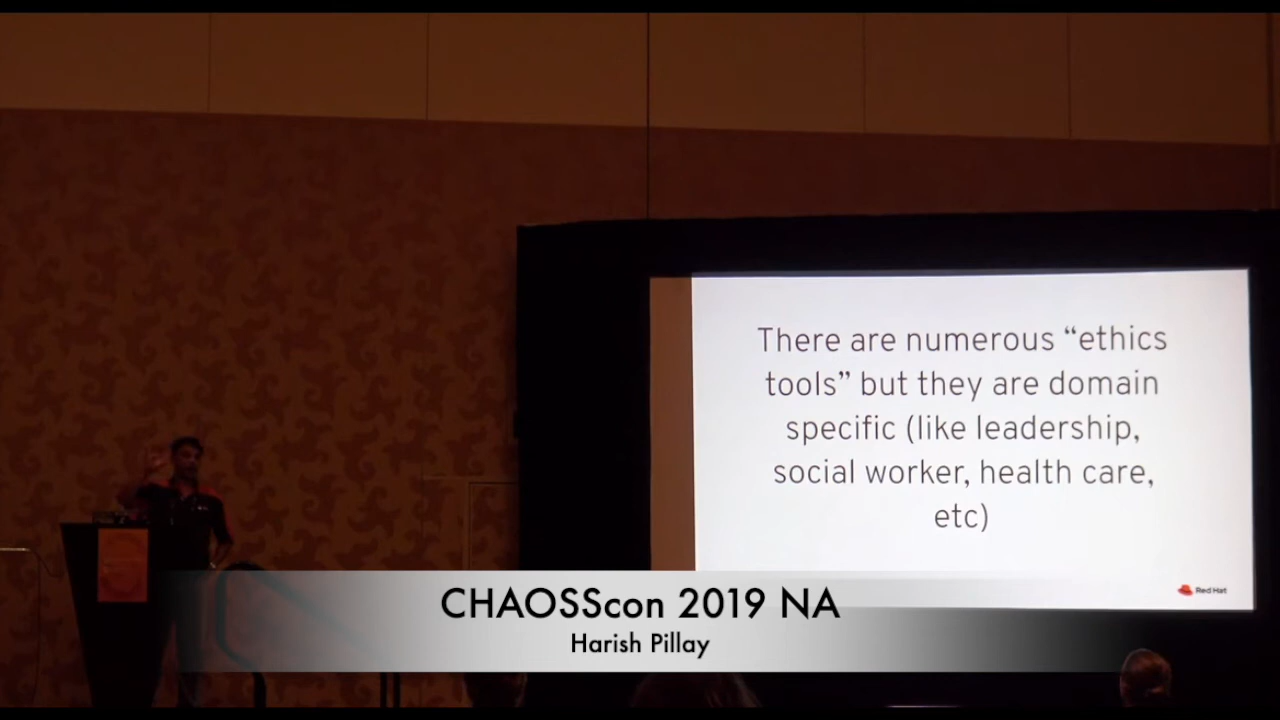 There are numerous “ethics
tools” but they are domain
specific (like leadership,
social worker, health care,
etc)
Red Hat
CHAOSScon 2019 NA
Harish Pillay